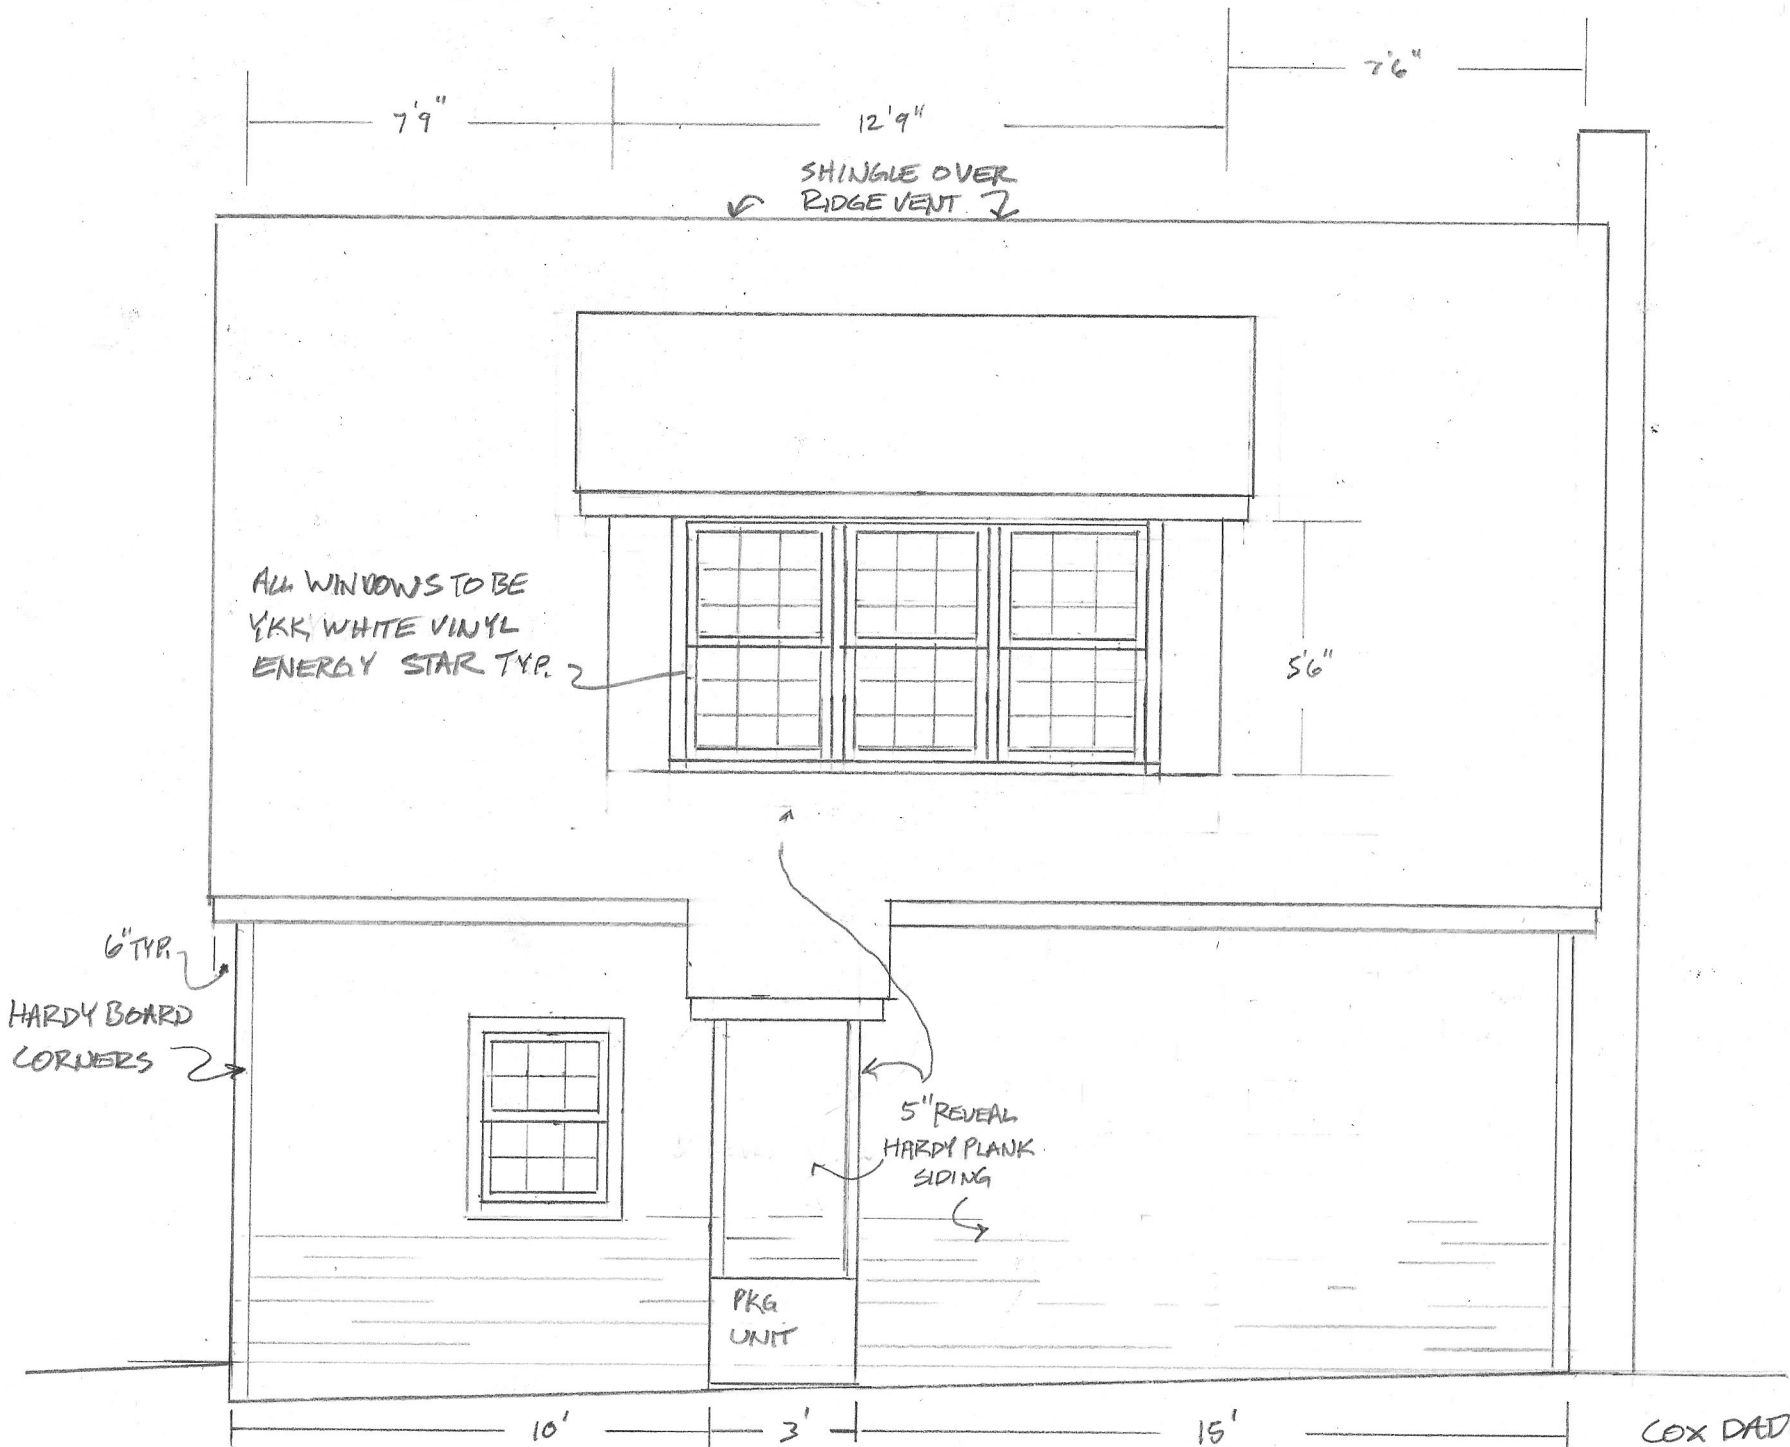 7'6"
7'9"
12'9"
SHINGLE OVER
RIDGE VENT
ALL WINDOWS TO BE
YKK, WHITE VINYL
ENERGY STAR TYP.
5'6"
6" TYP.
HARDY BOARD
CORNERS
5" REVEAL
HARDY PLANK
SIDING
PKG
UNIT
10'
3'
15'
COX DAD